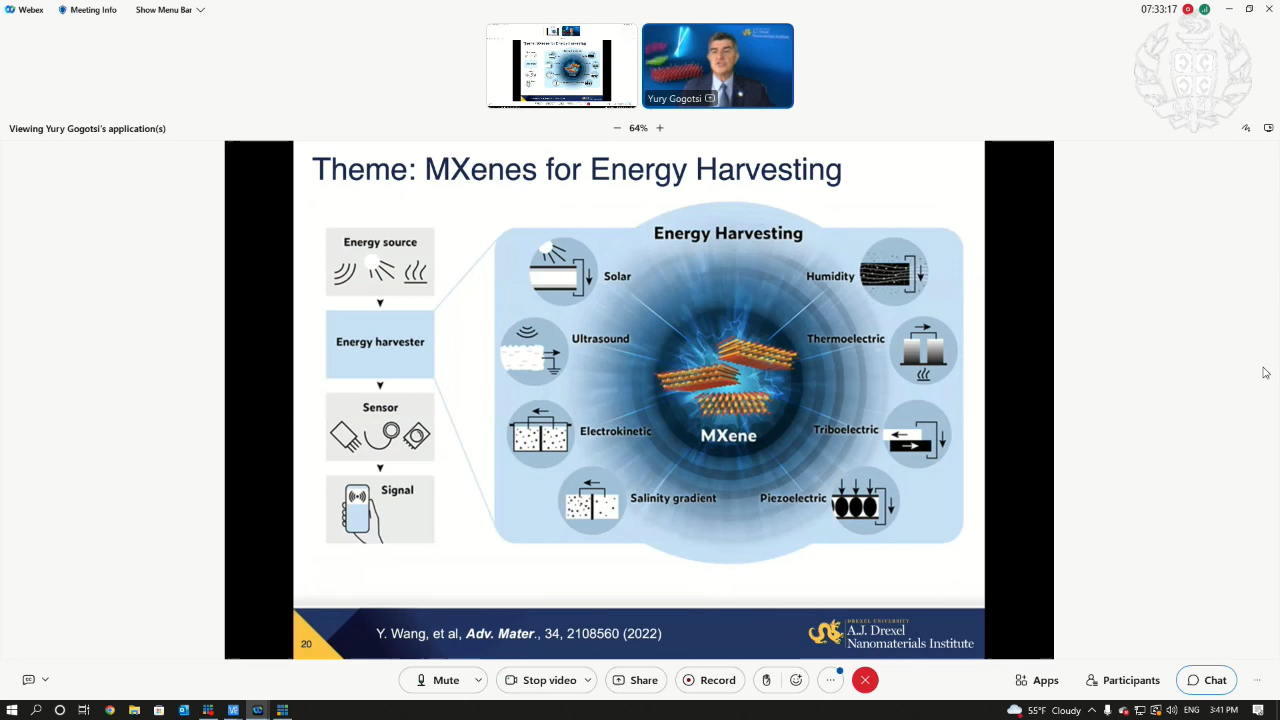 Webex
Meeting Info
Show Menu Bar
07:33:17
Yury Gogotsi
Viewing Yury Gogotsi's application(s)
64%
Theme: MXenes for Energy Harvesting
Energy source
Energy harvester
Sensor
Signal
Energy Harvesting
Solar
Humidity
Ultrasound
Thermoelectric
Electrokinetic
Triboelectric
Salinity gradient
Piezoelectric
MXene
20
Y. Wang, et al, Adv. Mater., 34, 2108560 (2022)
DREXEL UNIVERSITY
A.J. Drexel
Nanomaterials Institute
Mute
Stop video
Share
Record
Apps
Participants
Chat
55°F Cloudy
ENG
3:41 PM